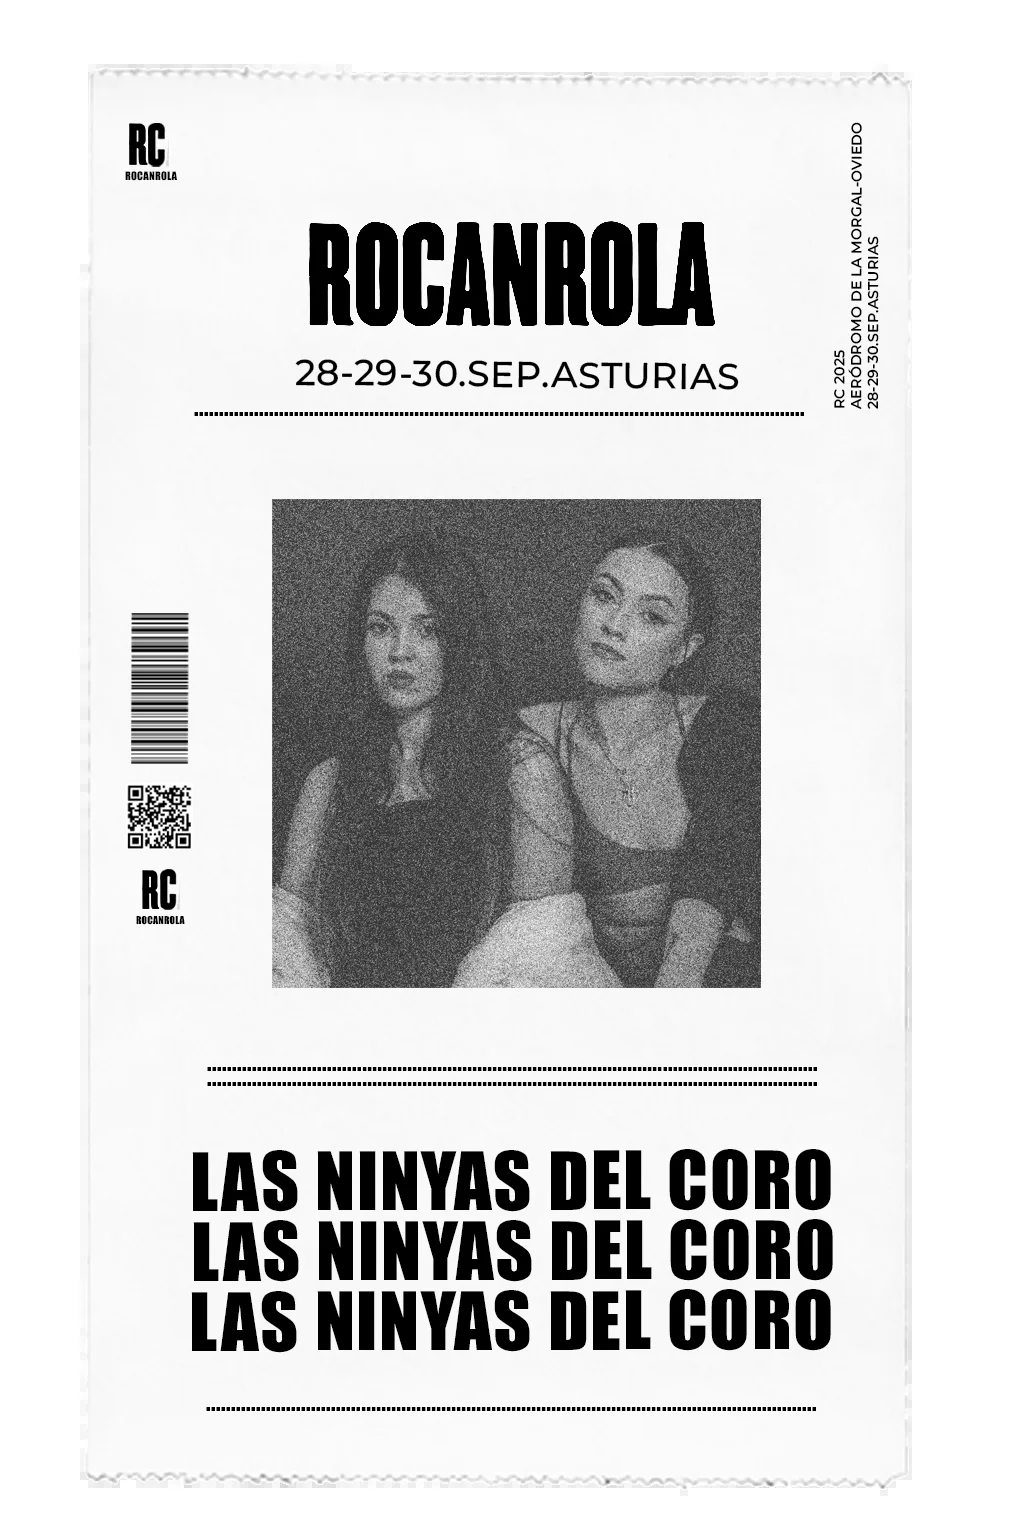 RC
ROCANROLA
RC 2025
AERÓDROMO DE LA MORGAL-OVIEDO
28-29-30.SEP.ASTURIAS
ROCANROLA
28-29-30.SEP.ASTURIAS
RC
ROCANROLA
LAS NINYAS DEL CORO
LAS NINYAS DEL CORO
LAS NINYAS DEL CORO